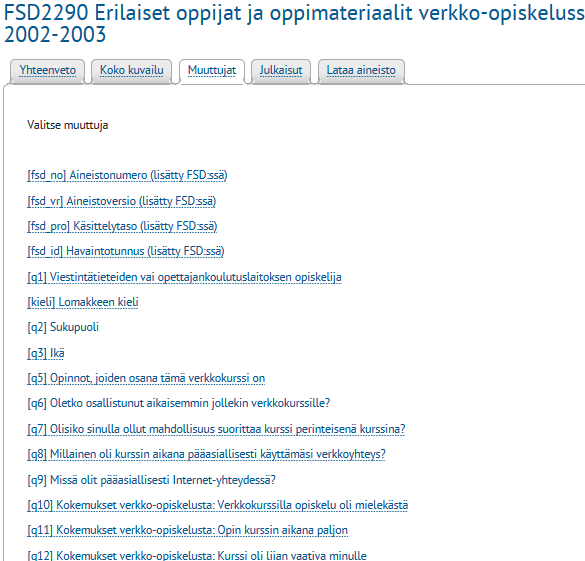 FSD2290 Erilaiset oppijat ja oppimateriaalit verkko-opiskeluss
2002-2003
Yhteenveto
Koko kuvailu
Muuttujat
Julkaisut
Lataa aineisto
Valitse muuttuja
[fsd_no] Aineistonumero (lisätty FSD:ssä)
[fsd_vr] Aineistoversio (lisätty FSD:ssä)
[fsd_pro] Käsittelytaso (lisätty FSD:ssä)
[fsd_id] Havaintotunnus (lisätty FSD:ssä)
[q1] Viestintätieteiden vai opettajankoulutuslaitoksen opiskelija
[kieli] Lomakkeen kieli
[q2] Sukupuoli
[q3] Ikä
[q5] Opinnot, joiden osana tämä verkkokurssi on
[q6] Oletko osallistunut aikaisemmin jollekin verkkokurssille?
[q7] Olisiko sinulla ollut mahdollisuus suorittaa kurssi perinteisenä kurssina?
[q8] Millainen oli kurssin aikana pääasiallisesti käyttämäsi verkkoyhteys?
[q9] Missä olit pääasiallisesti Internet-yhteydessä?
[q10] Kokemukset verkko-opiskelusta: Verkkokurssilla opiskelu oli mielekästä
[q11] Kokemukset verkko-opiskelusta: Opin kurssin aikana paljon
[q12] Kokemukset verkko-opiskelusta: Kurssi oli liian vaativa minulle